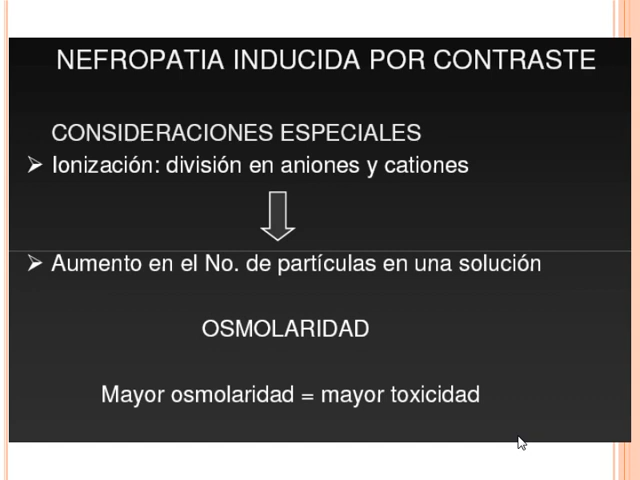 NEFROPATIA INDUCIDA POR CONTRASTE
CONSIDERACIONES ESPECIALES
➢ Ionización: división en aniones y cationes
➢ Aumento en el No. de partículas en una solución
OSMOLARIDAD
Mayor osmolaridad = mayor toxicidad